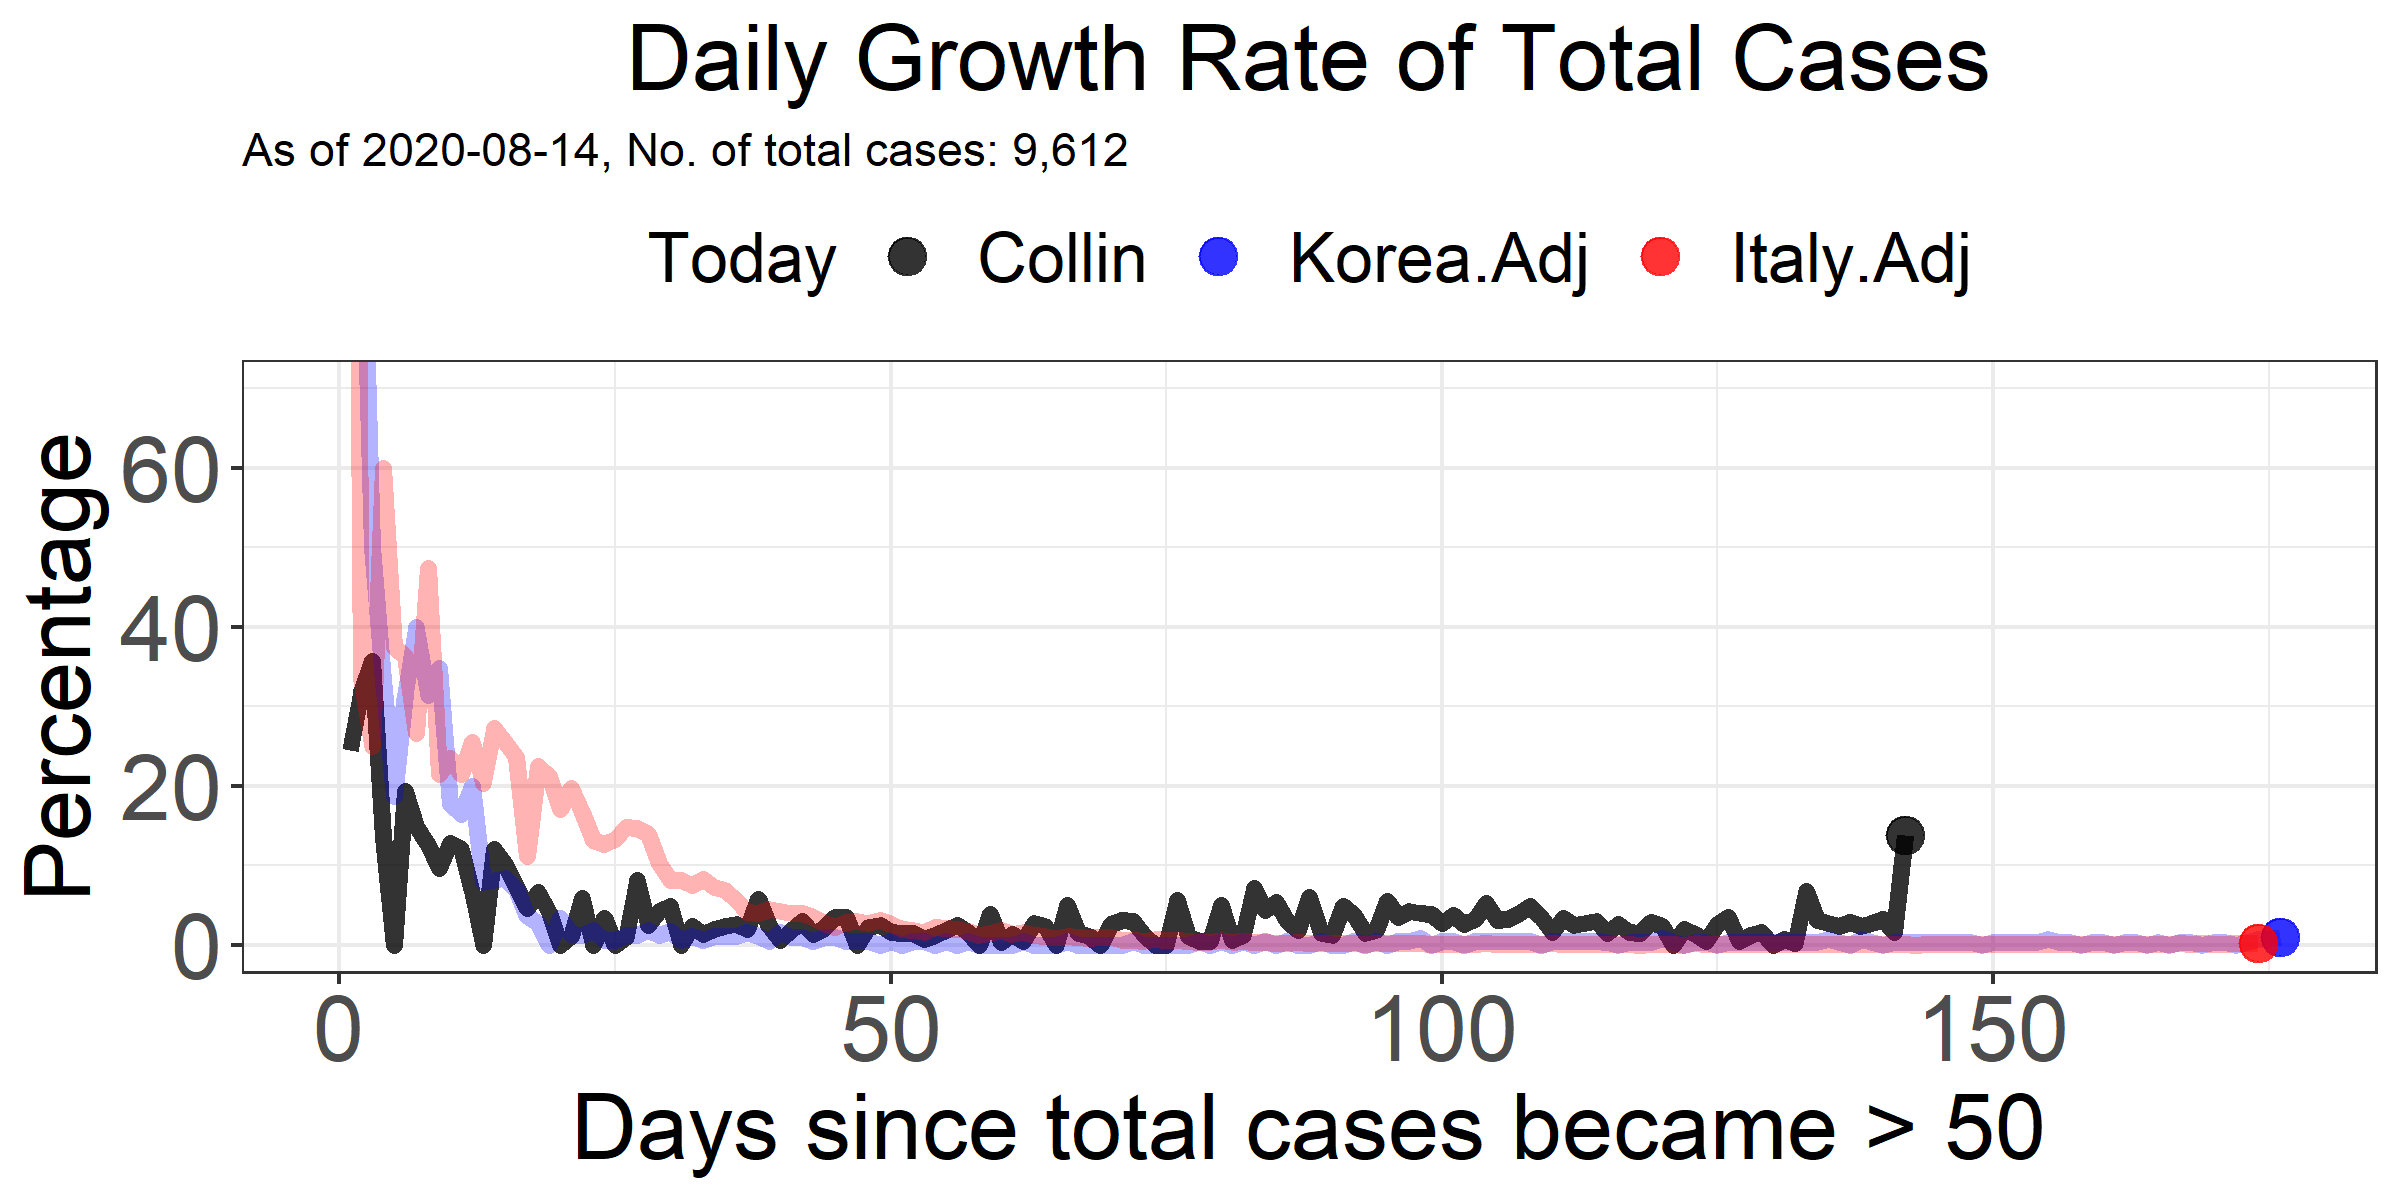 Daily Growth Rate of Total Cases
As of 2020-08-14, No. of total cases: 9,612
Today Collin Korea.Adj Italy.Adj
Percentage
60
40
20
0
0 50 100 150
Days since total cases became > 50